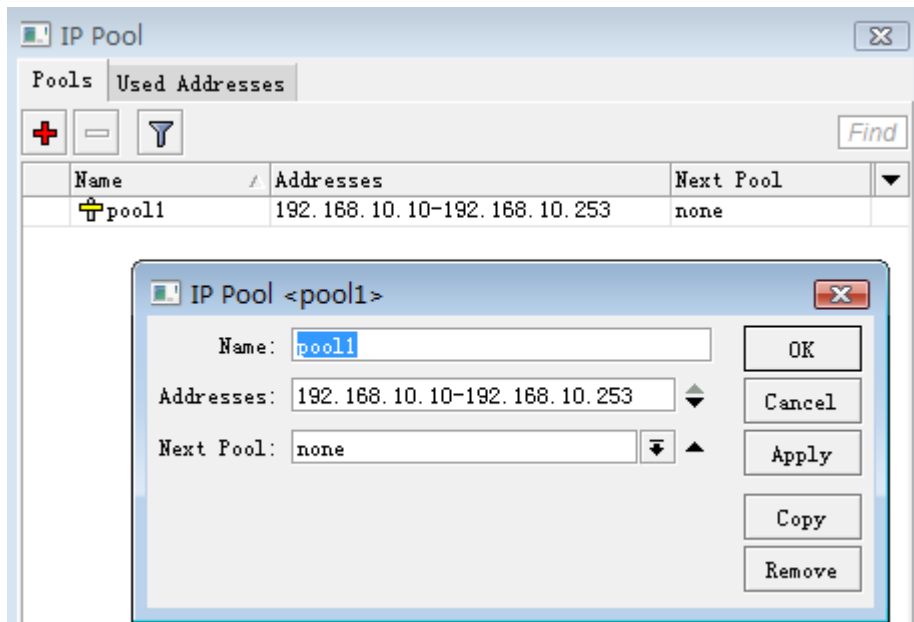 IP Pool
Pools Used Addresses
Find
Name Addresses Next Pool
pool1 192.168.10.10-192.168.10.253 none
IP Pool <pool1>
Name: pool1 OK
Addresses: 192.168.10.10-192.168.10.253 Cancel
Next Pool: none Apply
Copy
Remove